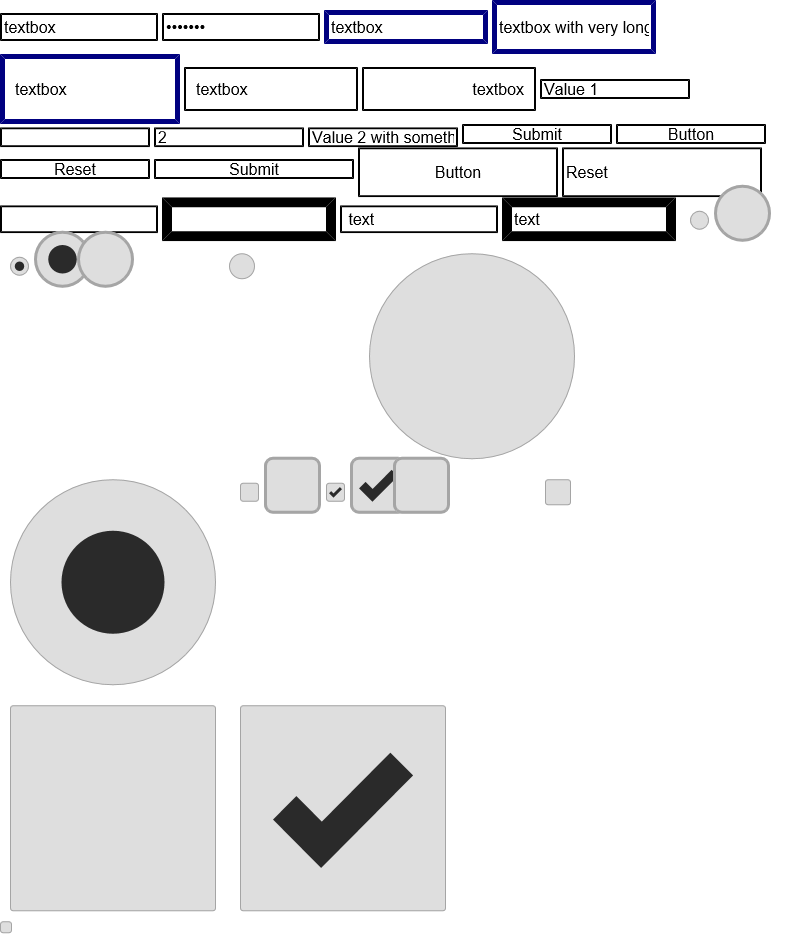 textbox ••••••• textbox textbox with very long
textbox textbox textbox Value 1
2 Value 2 with someth Submit Button
Reset Submit Button Reset
text text